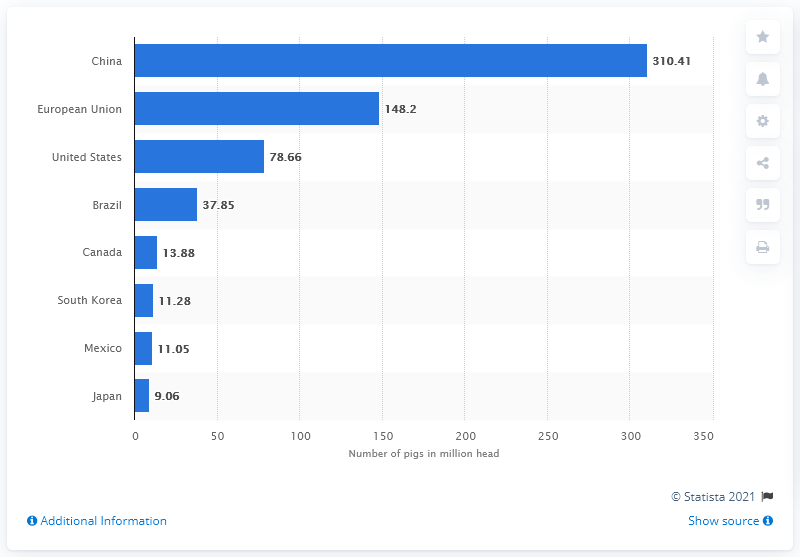 China 310.41
European Union 148.2
United States 78.66
Brazil 37.85
Canada 13.88
South Korea 11.28
Mexico 11.05
Japan 9.06
0 50 100 150 200 250 300 350
Number of pigs in million head
© Statista 2021
Additional Information Show source